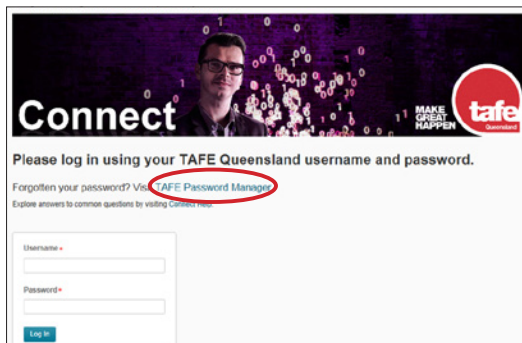 Connect
MAKE
GREAT
HAPPEN
tafe
Queensland
Please log in using your TAFE Queensland username and password.
Forgotten your password? Visit TAFE Password Manager
Explore answers to common questions by visiting Connect Help.
Username *
Password *
Log in